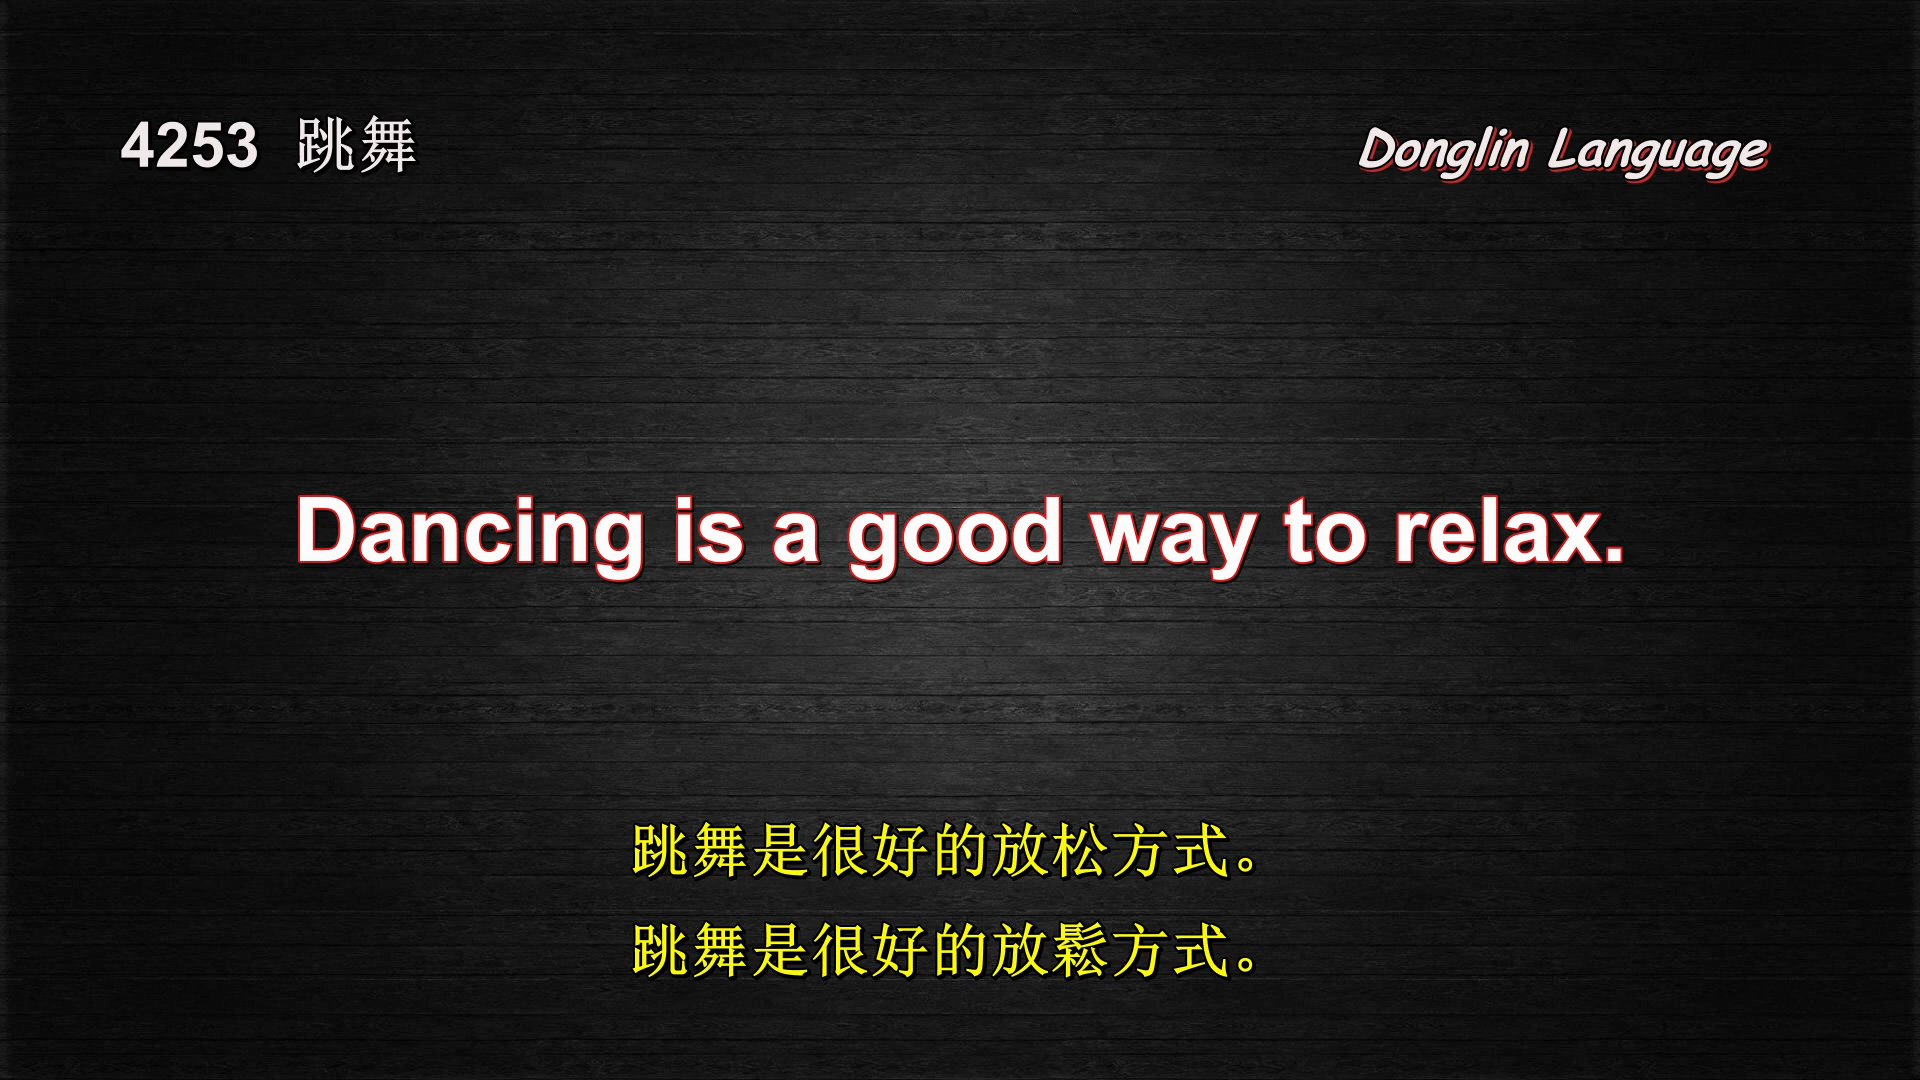 4253 跳舞
Donglin Language
Dancing is a good way to relax.
跳舞是很好的放松方式。
跳舞是很好的放鬆方式。